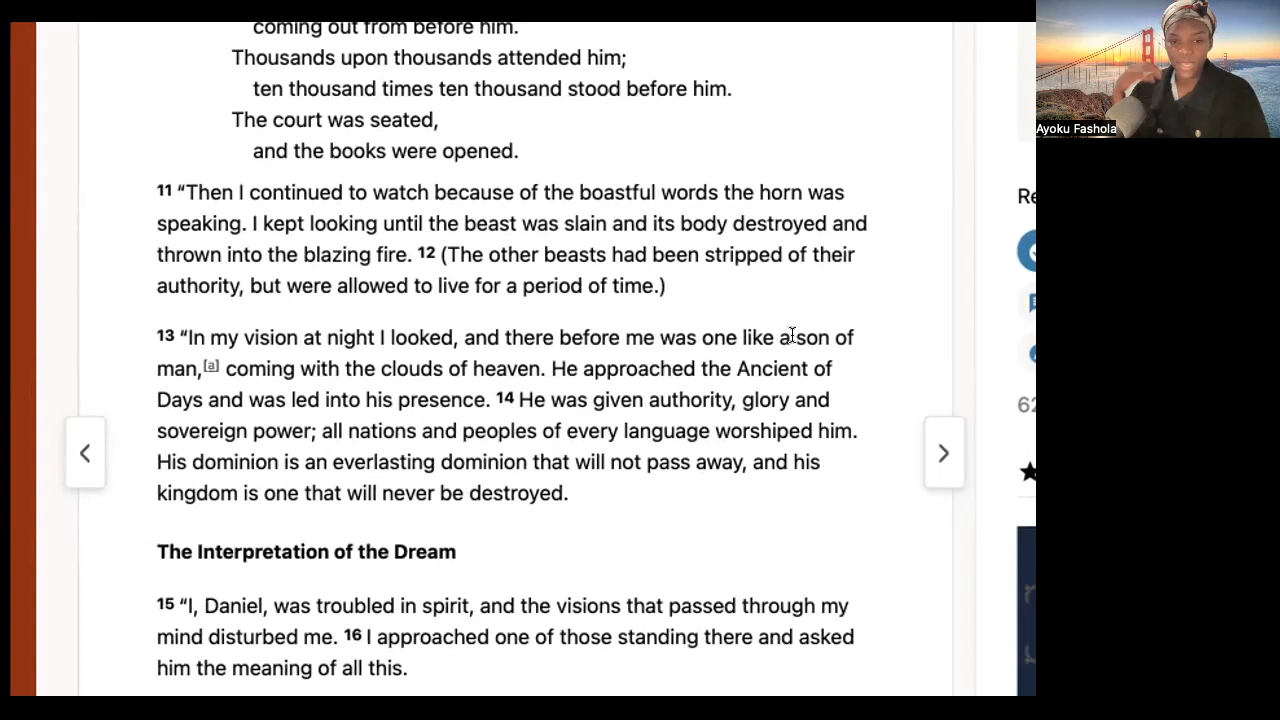 coming out from before him.
Thousands upon thousands attended him;
ten thousand times ten thousand stood before him.
The court was seated,
and the books were opened.
11 “Then I continued to watch because of the boastful words the horn was
speaking. I kept looking until the beast was slain and its body destroyed and
thrown into the blazing fire. 12 (The other beasts had been stripped of their
authority, but were allowed to live for a period of time.)
13 “In my vision at night I looked, and there before me was one like a son of
man,[a] coming with the clouds of heaven. He approached the Ancient of
Days and was led into his presence. 14 He was given authority, glory and
sovereign power; all nations and peoples of every language worshiped him.
His dominion is an everlasting dominion that will not pass away, and his
kingdom is one that will never be destroyed.
The Interpretation of the Dream
15 “I, Daniel, was troubled in spirit, and the visions that passed through my
mind disturbed me. 16 I approached one of those standing there and asked
him the meaning of all this.
Re
62
Ayoku Fashola